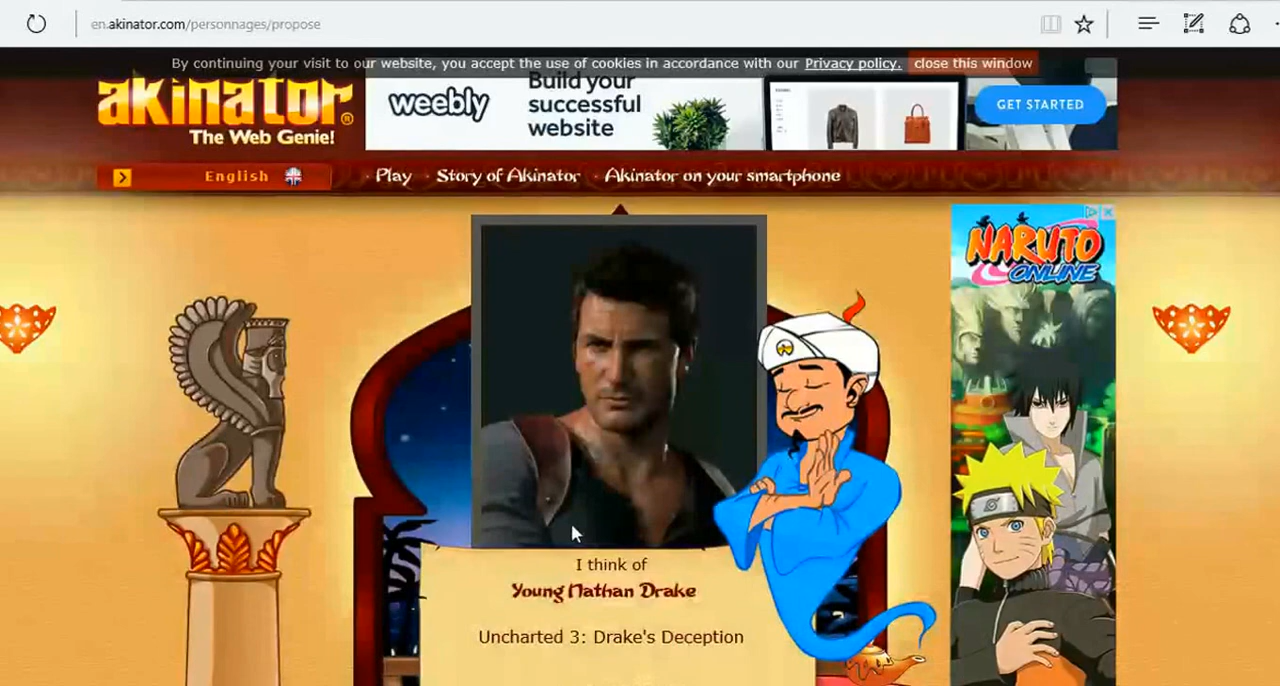 en.akinator.com/personnages/propose
By continuing your visit to our website, you accept the use of cookies in accordance with our Privacy policy. close this window
akinator®
The Web Genie!
weebly
Build your
successful
website
GET STARTED
English
Play · Story of Akinator · Akinator on your smartphone
NARUTO
ONLINE
I think of
Young Nathan Drake
Uncharted 3: Drake's Deception